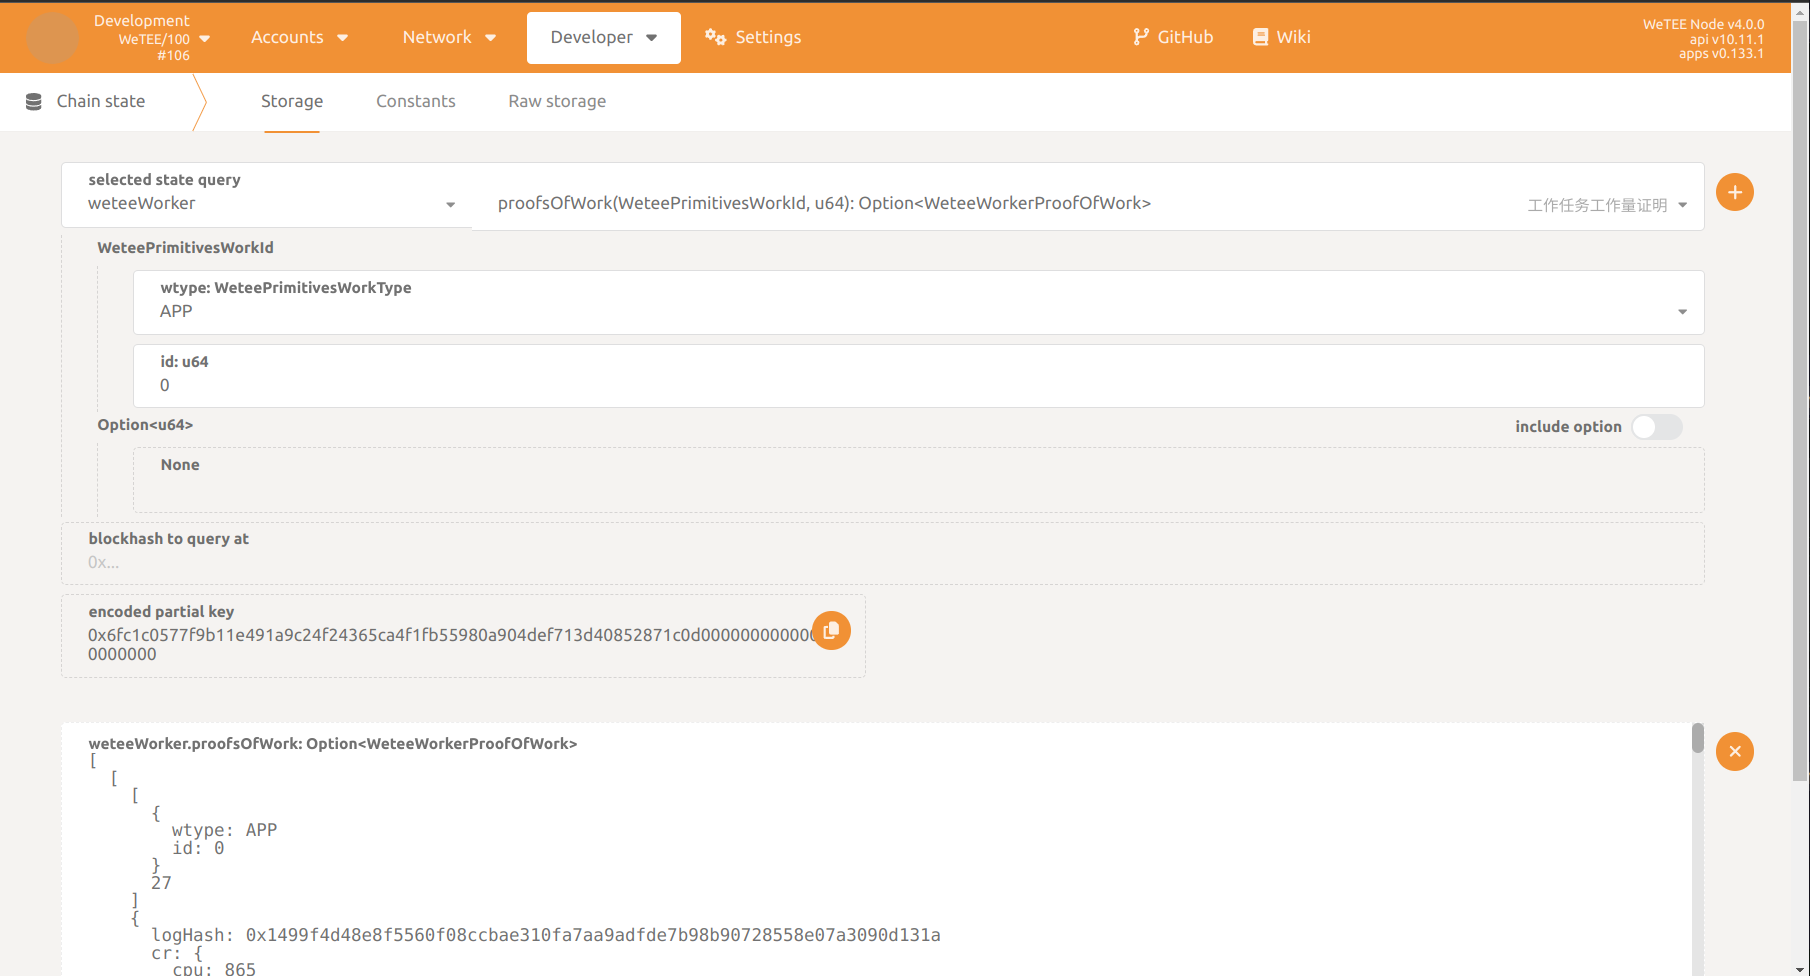 Development
WeTEE/100
#106
Accounts
Network
Developer
Settings
GitHub
Wiki
WeTEE Node v4.0.0
api v10.11.1
apps v0.133.1
Chain state
Storage
Constants
Raw storage
selected state query
weteeWorker
proofsOfWork(WeteePrimitivesWorkId, u64): Option<WeteeWorkerProofOfWork>
工作任务工作量证明
WeteePrimitivesWorkId
wtype: WeteePrimitivesWorkType
APP
id: u64
0
Option<u64>
include option
None
blockhash to query at
0x...
encoded partial key
0x6fc1c0577f9b11e491a9c24f24365ca4f1fb55980a904def713d40852871c0d000000000000
0000000
weteeWorker.proofsOfWork: Option<WeteeWorkerProofOfWork>
[
[
[
{
wtype: APP
id: 0
}
27
]
{
logHash: 0x1499f4d48e8f5560f08ccbae310fa7aa9adfde7b98b90728558e07a3090d131a
cr: {
cpu: 865